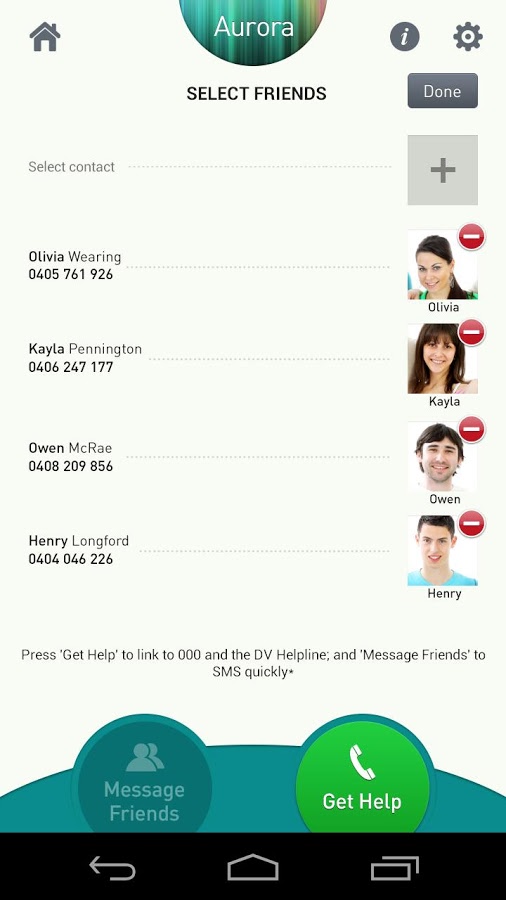 Aurora
i
SELECT FRIENDS
Done
Select contact
Olivia Wearing
0405 761 926
Olivia
Kayla Pennington
0406 247 177
Kayla
Owen McRae
0408 209 856
Owen
Henry Longford
0404 046 226
Henry
Press 'Get Help' to link to 000 and the DV Helpline; and 'Message Friends' to
SMS quickly*
Message
Friends
Get Help